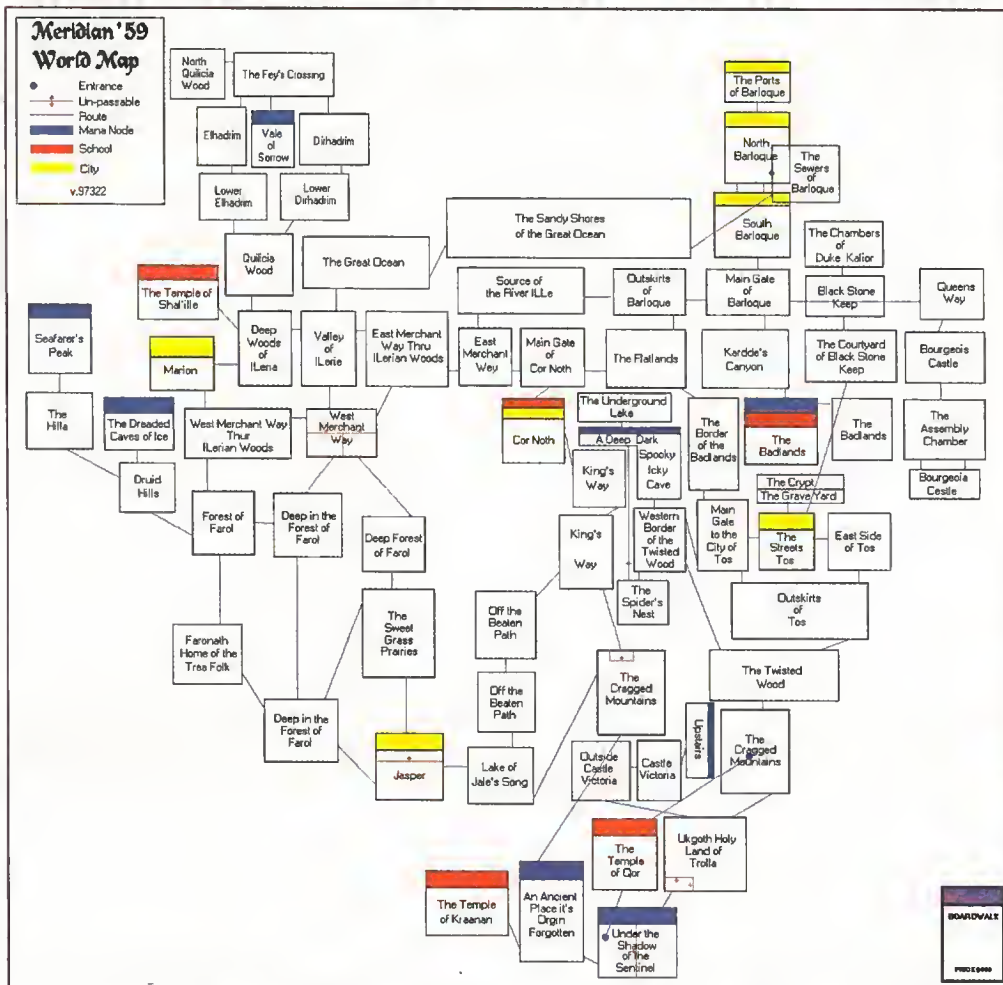 Meridian '59
World Map
Entrance
Un-passable
Route
Mana Node
School
City
v.97322
North
Quilicia
Wood
The Fey's Crossing
Elhadrim
Vale
of
Sorrow
Dirhadrim
Lower
Elhadrim
Lower
Dirhadrim
The Ports
of Barloque
North
Barloque
The
Sewers
of
Barloque
South
Barloque
The Sandy Shores
of the Great Ocean
The Chambers
of
Duke Kalior
Quilicia
Wood
The Great Ocean
The Temple of
Shal'ille
Source of
the River ILLe
Outskirts
of
Barloque
Main Gate
of
Barloque
Black Stone
Keep
Queens
Way
Seafarer's
Peak
Marion
Deep
Woods
of
ILeria
Valley
of
ILerie
East Merchant
Way Thru
ILerian Woods
East
Merchant
Way
Main Gate
of
Cor Noth
The Flatlands
Kardde's
Canyon
The Courtyard
of Black Stone
Keep
Bourgeois
Castle
The
Hills
The Dreaded
Caves of Ice
West Merchant Way
Thur
ILerian Woods
West
Merchant
Way
Cor Noth
The Underground
Lake
A Deep Dark
Spooky
Icky
Cave
The Border
of the
Badlands
The
Badlands
The
Badlands
The
Assembly
Chamber
Bourgeois
Castle
Druid
Hills
King's
Way
The Crypt
The Grave Yard
Forest of
Farol
Deep in the
Forest of
Farol
Deep Forest
of Farol
King's
Way
Western
Border
of the
Twisted
Wood
Main
Gate
to the
City of
Tos
The
Streets
Tos
East Side
of Tos
The
Spider's
Nest
Outskirts
of
Tos
Faronath
Home of the
Trea Folk
The
Sweet
Grass
Prairies
Off the
Beaten
Path
The
Cragged
Mountains
The Twisted
Wood
Deep in the
Forest of
Farol
Off the
Beaten
Path
Jasper
Lake of
Jale's Song
Outside
Castle
Victoria
Castle
Victoria
Upstairs
The
Cragged
Mountains
The
Temple
of Qor
Ukgoth Holy
Land of
Trolla
The Temple
of Kraanan
An Ancient
Place it's
Orgin
Forgotten
Under the
Shadow
of the
Sentinel
BOARDWALK